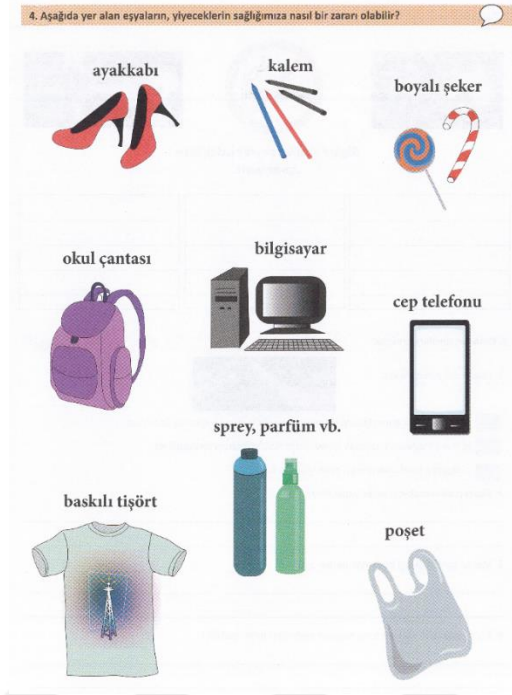 4. Aşağıda yer alan eşyaların, yiyeceklerin sağlığımıza nasıl bir zararı olabilir?
ayakkabı
kalem
boyalı şeker
okul çantası
bilgisayar
cep telefonu
sprey, parfüm vb.
baskılı tişört
poşet